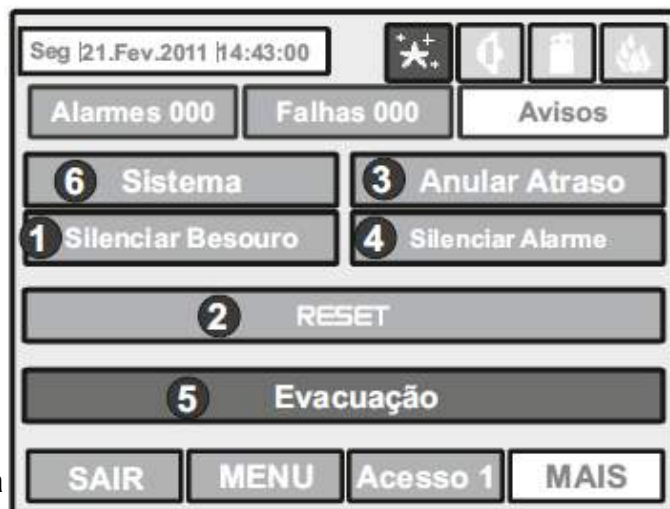 Seg |21.Fev.2011 |14:43:00
Alarmes 000 Falhas 000 Avisos
6 Sistema 3 Anular Atraso
1 Silenciar Besouro 4 Silenciar Alarme
2 RESET
5 Evacuação
SAIR MENU Acesso 1 MAIS